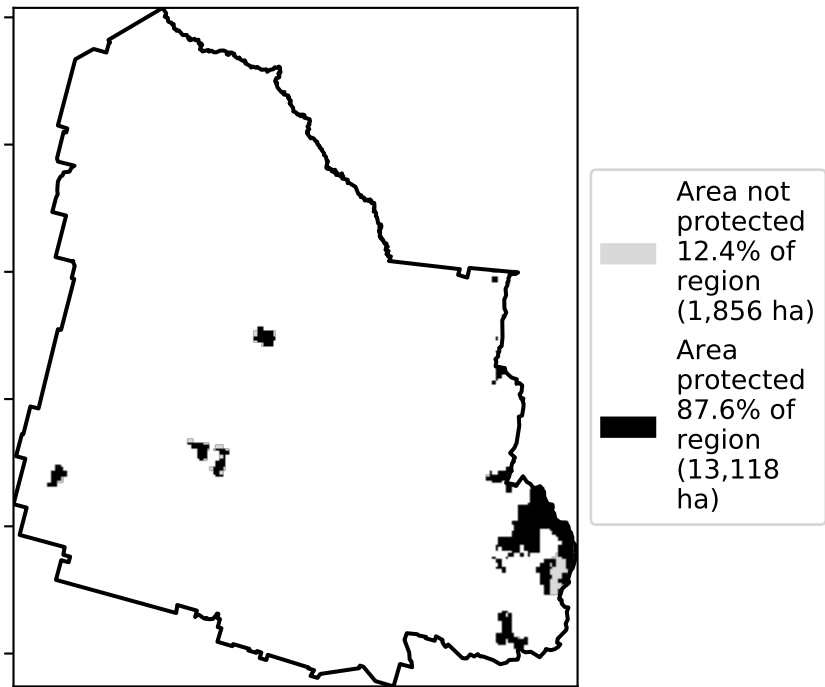 Area not
protected
12.4% of
region
(1,856 ha)
Area
protected
87.6% of
region
(13,118
ha)